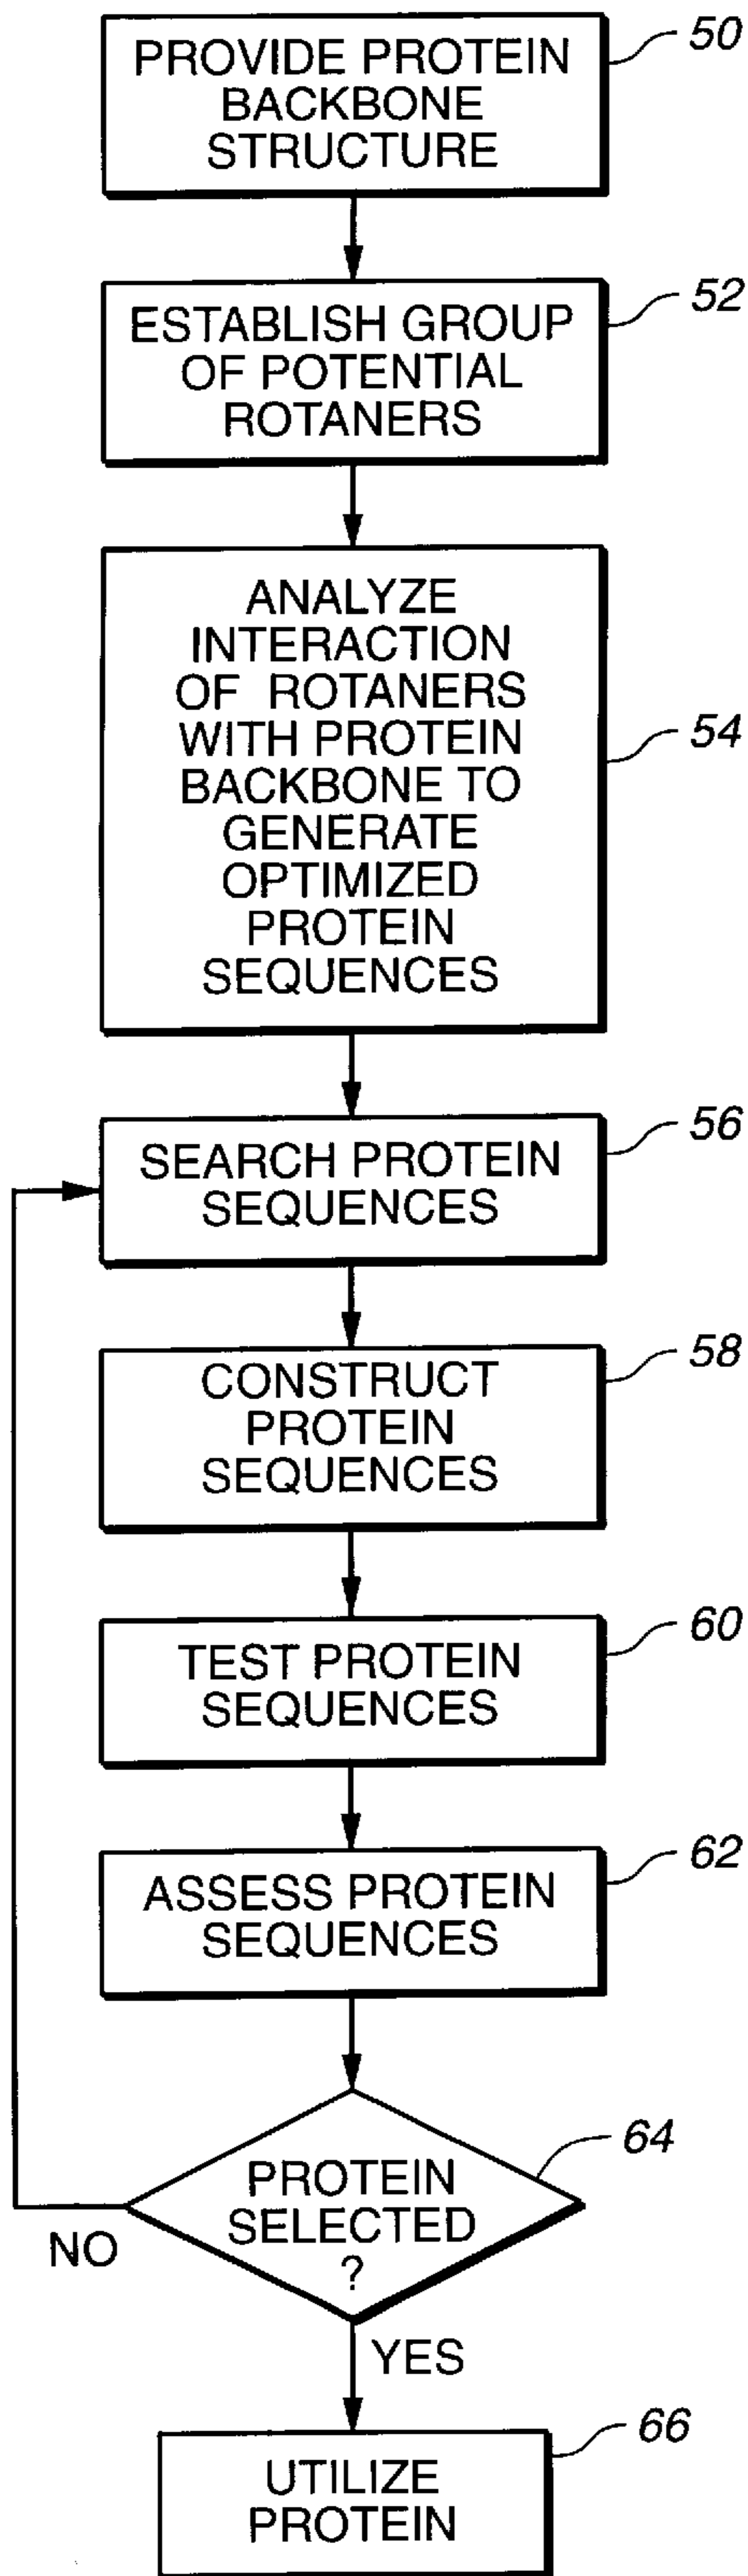 PROVIDE PROTEIN
BACKBONE
STRUCTURE
50
ESTABLISH GROUP
OF POTENTIAL
ROTANERS
52
ANALYZE
INTERACTION
OF ROTANERS
WITH PROTEIN
BACKBONE TO
GENERATE
OPTIMIZED
PROTEIN
SEQUENCES
54
SEARCH PROTEIN
SEQUENCES
56
CONSTRUCT
PROTEIN
SEQUENCES
58
TEST PROTEIN
SEQUENCES
60
ASSESS PROTEIN
SEQUENCES
62
PROTEIN
SELECTED
?
64
NO
YES
UTILIZE
PROTEIN
66